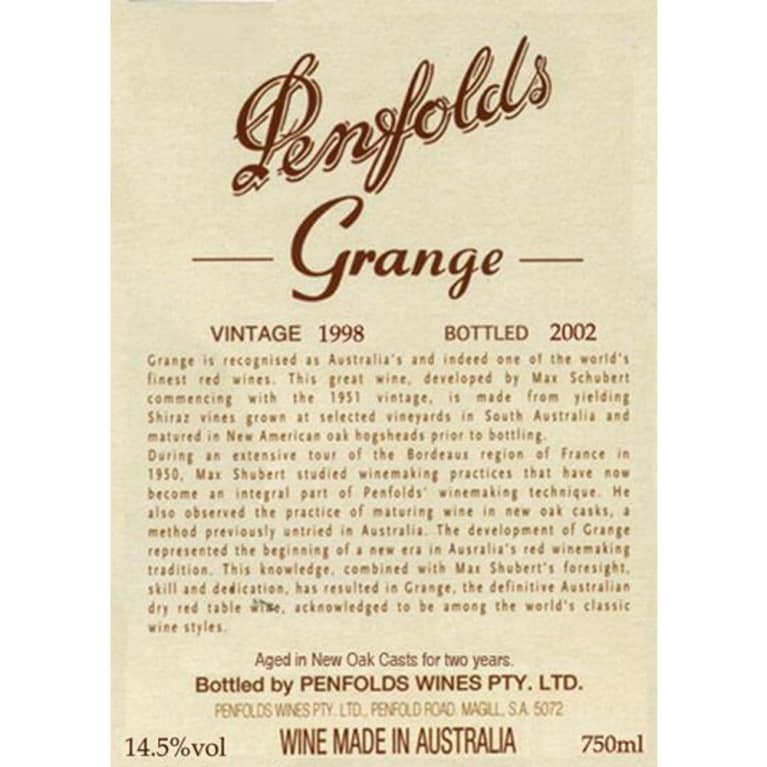 Penfolds
Grange
VINTAGE 1998 BOTTLED 2002
Grange is recognised as Australia's and indeed one of the world's
finest red wines. This great wine, developed by Max Schubert
commencing with the 1951 vintage, is made from yielding
Shiraz vines grown at selected vineyards in South Australia and
matured in New American oak hogsheads prior to bottling.
During an extensive tour of the Bordeaux region of France in
1950, Max Shubert studied winemaking practices that have now
become an integral part of Penfolds' winemaking technique. He
also observed the practice of maturing wine in new oak casks, a
method previously untried in Australia. The development of Grange
represented the beginning of a new era in Ausralia's red winemaking
tradition. This knowledge, combined with Max Shubert's foresight,
skill and dedication, has resulted in Grange, the definitive Australian
dry red table wine, acknowledged to be among the world's classic
wine styles.
Aged in New Oak Casts for two years.
Bottled by PENFOLDS WINES PTY. LTD.
PENFOLDS WINES PTY. LTD., PENFOLD ROAD. MAGILL, S.A. 5072
14.5%vol WINE MADE IN AUSTRALIA 750ml